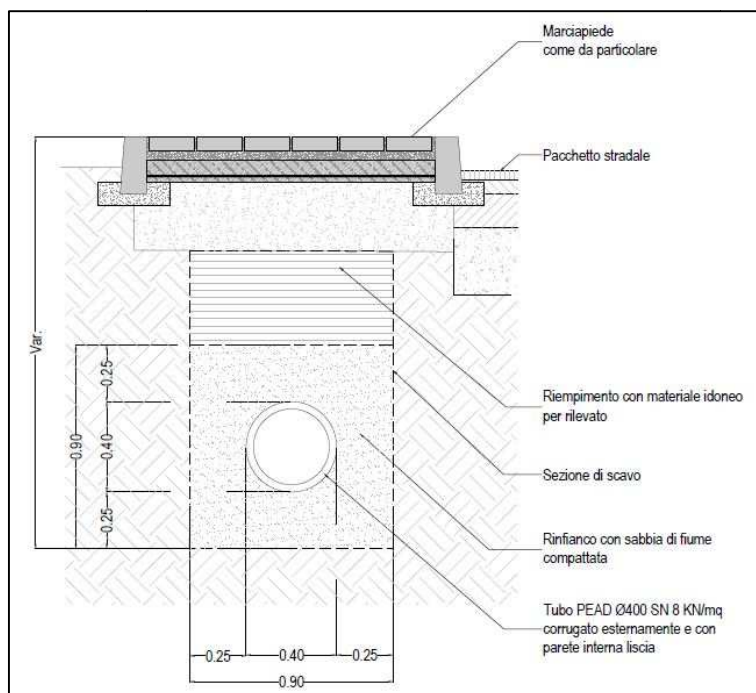 Marciapiede
come da particolare
Pacchetto stradale
Var.
0.90
0.25
0.40
0.25
Riempimento con materiale idoneo
per rilevato
Sezione di scavo
Rinfianco con sabbia di fiume
compattata
Tubo PEAD Ø400 SN 8 KN/mq
corrugato esternamente e con
parete interna liscia
0.25
0.40
0.25
0.90